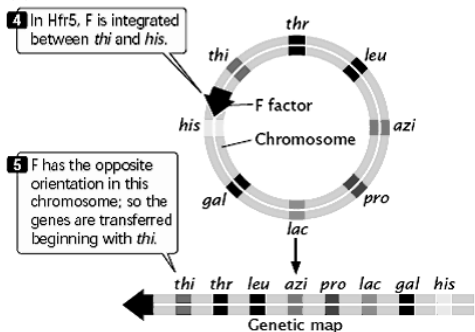 4 In Hfr5, F is integrated
between thi and his.
thr
thi
leu
F factor
his
azi
Chromosome
5 F has the opposite
orientation in this
chromosome; so the
genes are transferred
beginning with thi.
gal
pro
lac
thi thr leu azi pro lac gal his
Genetic map